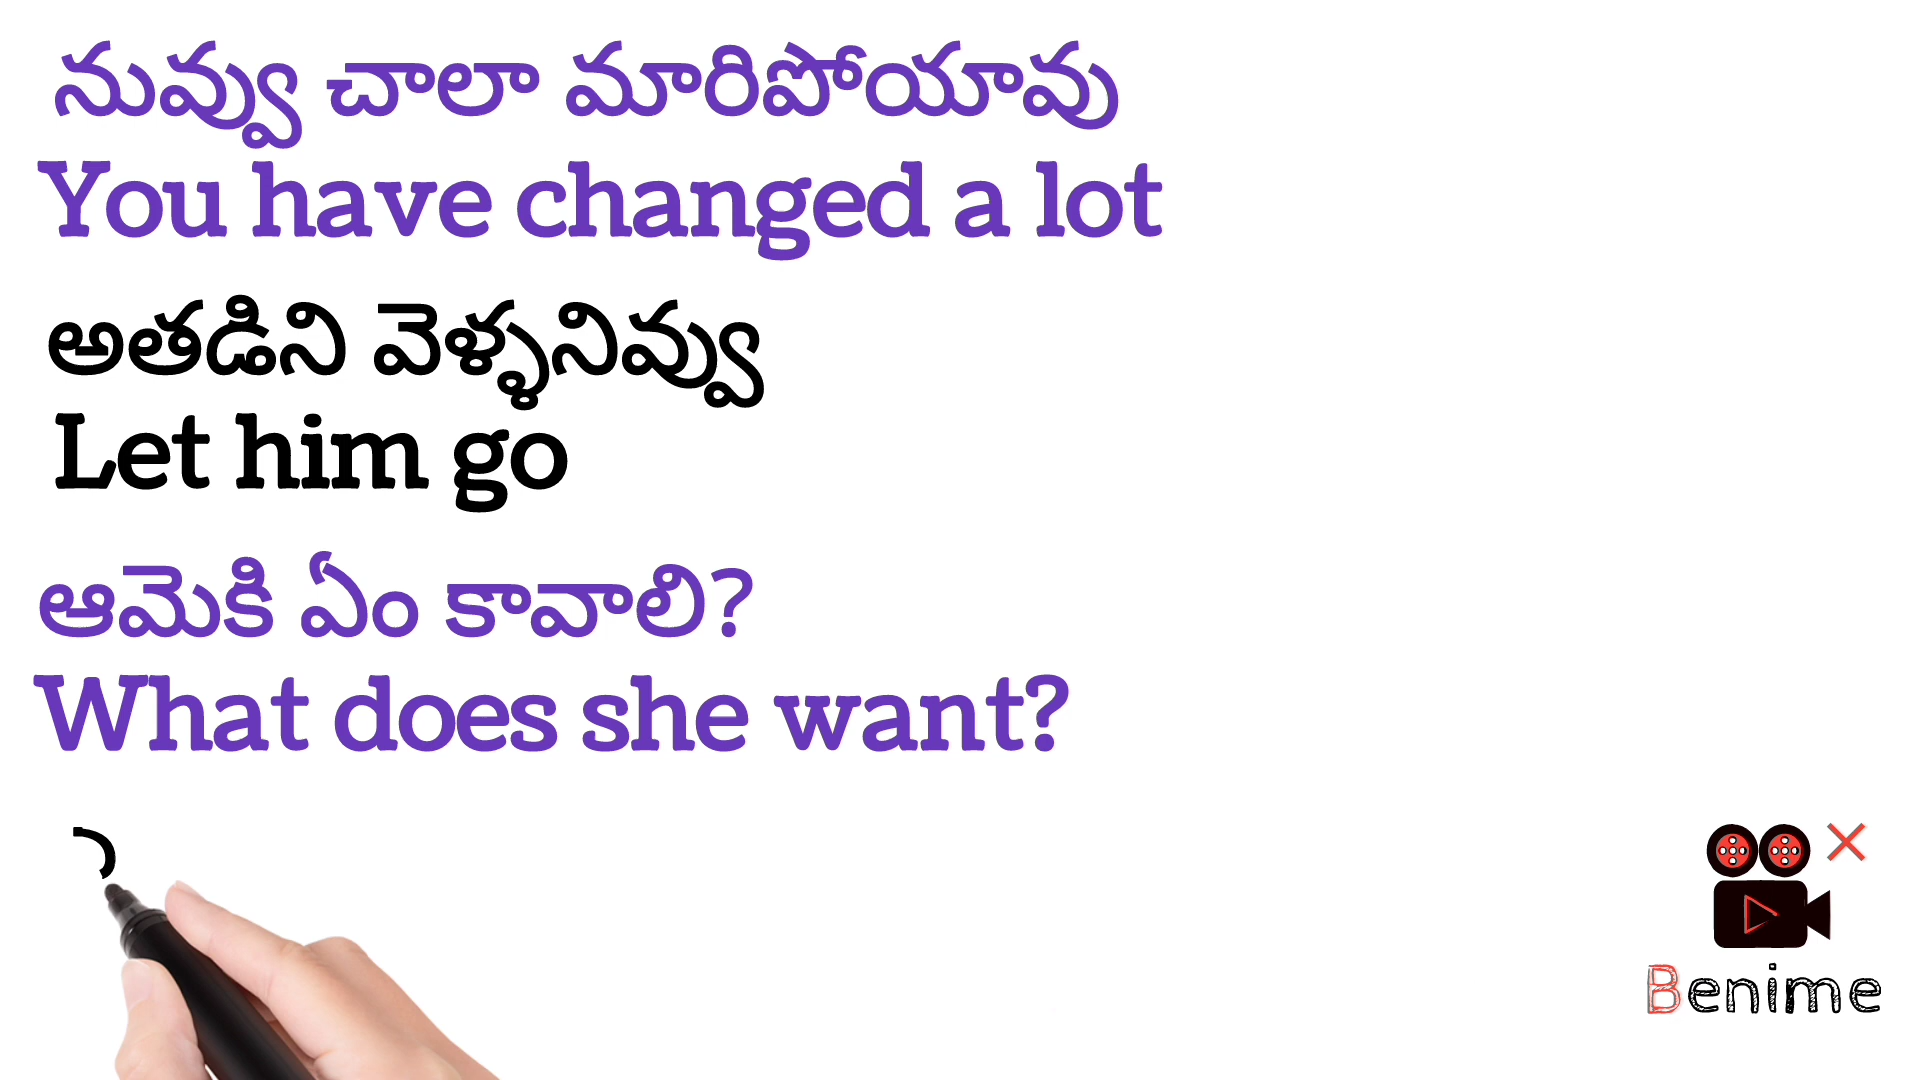 నువ్వు చాలా మారిపోయావు
You have changed a lot
అతడిని వెళ్ళనివ్వు
Let him go
ఆమెకి ఏం కావాలి?
What does she want?
Benime